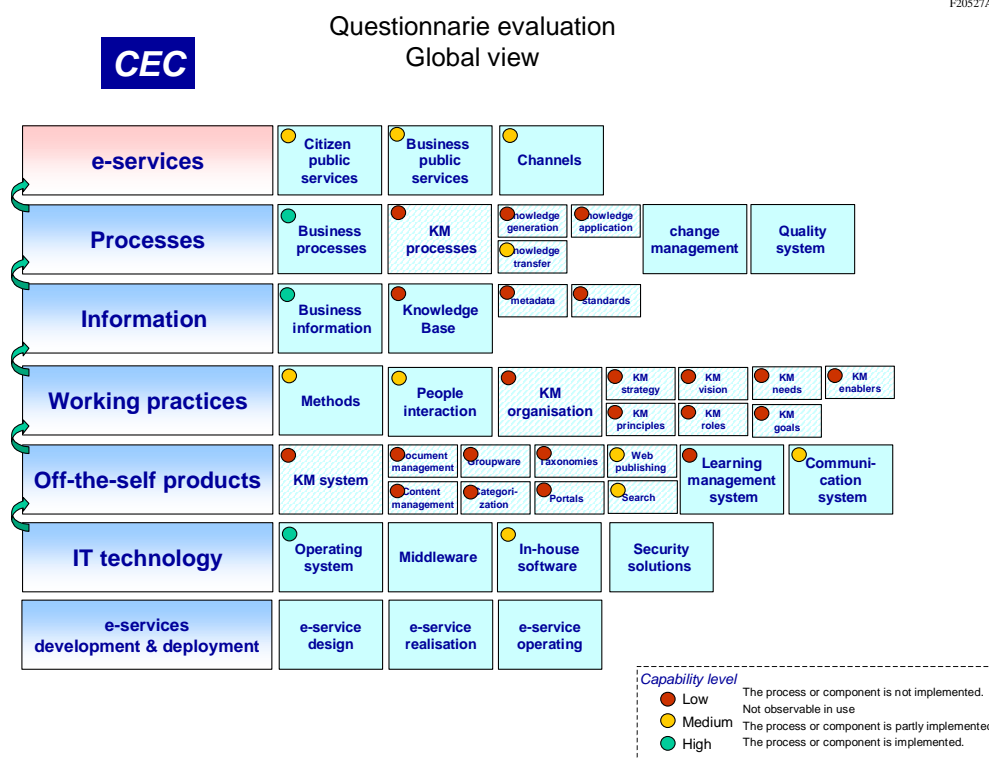 F20527A
Questionnarie evaluation
Global view
CEC
e-services
Citizen
public
services
Business
public
services
Channels
Processes
Business
processes
KM
processes
nowledge
generation
nowledge
application
nowledge
transfer
change
management
Quality
system
Information
Business
information
Knowledge
Base
metadata
standards
Working practices
Methods
People
interaction
KM
organisation
KM
strategy
KM
vision
KM
needs
KM
enablers
KM
principles
KM
roles
KM
goals
Off-the-self products
KM system
ocument
management
Groupware
Taxonomies
Web
publishing
Content
management
Categori-
zation
Portals
Search
Learning
management
system
Communi-
cation
system
IT technology
Operating
system
Middleware
In-house
software
Security
solutions
e-services
development & deployment
e-service
design
e-service
realisation
e-service
operating
Capability level
Low
The process or component is not implemented.
Not observable in use
Medium
The process or component is partly implemented
High
The process or component is implemented.